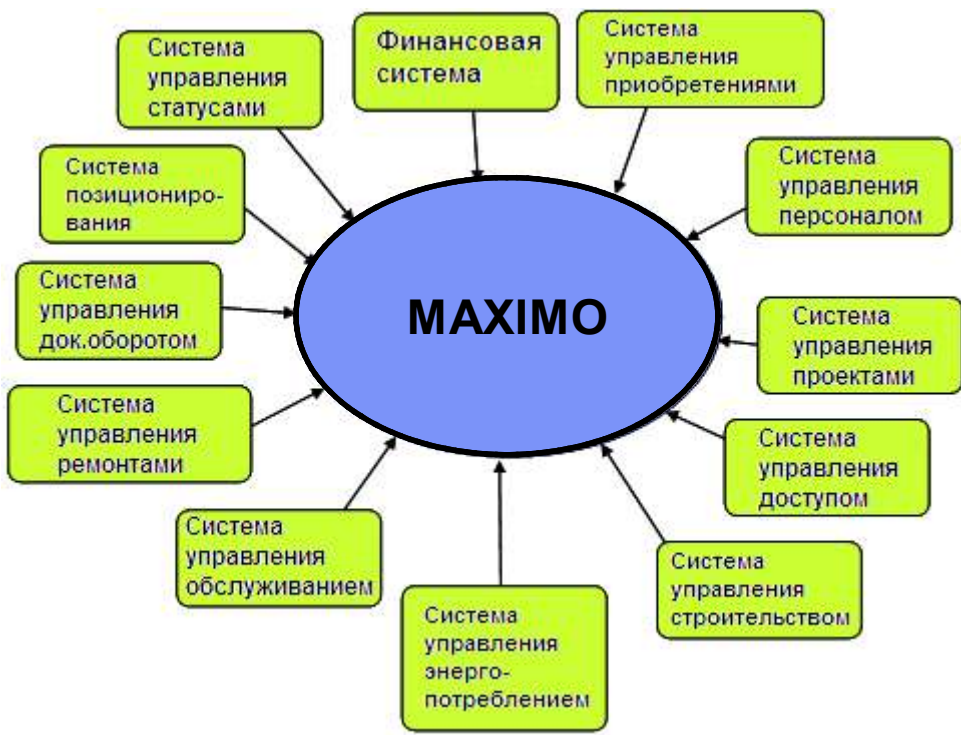 Система
управления
статусами
Финансовая
система
Система
управления
приобретениями
Система
позициониро-
вания
Система
управления
персоналом
Система
управления
док.оборотом
MAXIMO
Система
управления
проектами
Система
управления
ремонтами
Система
управления
доступом
Система
управления
обслуживанием
Система
управления
строительством
Система
управления
энерго-
потреблением